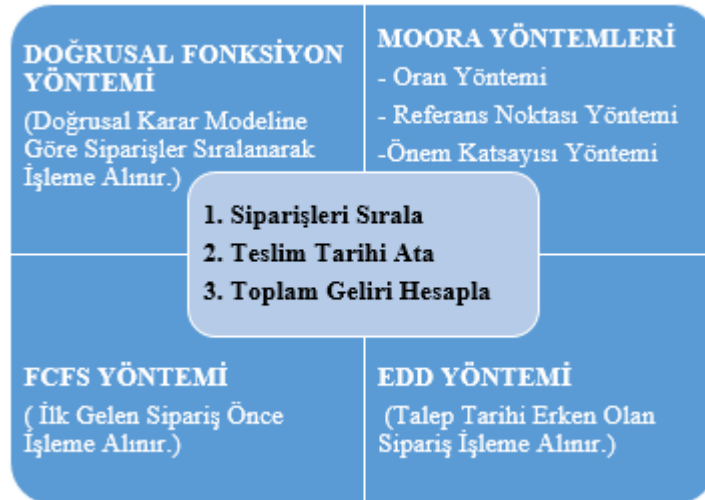 DOĞRUSAL FONKSİYON
YÖNTEMİ
(Doğrusal Karar Modeline
Göre Siparişler Sıralanarak
İşleme Alınır.)
MOORA YÖNTEMLERİ
- Oran Yöntemi
- Referans Noktası Yöntemi
-Önem Katsayısı Yöntemi
1. Siparişleri Sırala
2. Teslim Tarihi Ata
3. Toplam Geliri Hesapla
FCFS YÖNTEMİ
( İlk Gelen Sipariş Önce
İşleme Alınır.)
EDD YÖNTEMİ
(Talep Tarihi Erken Olan
Sipariş İşleme Alınır.)